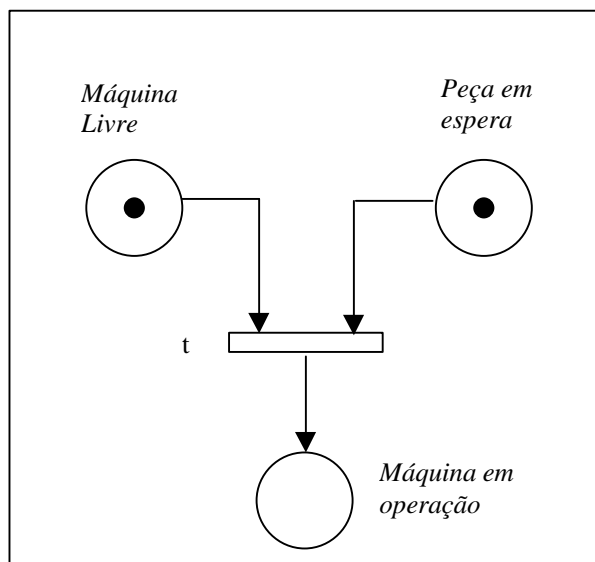 Máquina
Livre
Peça em
espera
t
Máquina em
operação